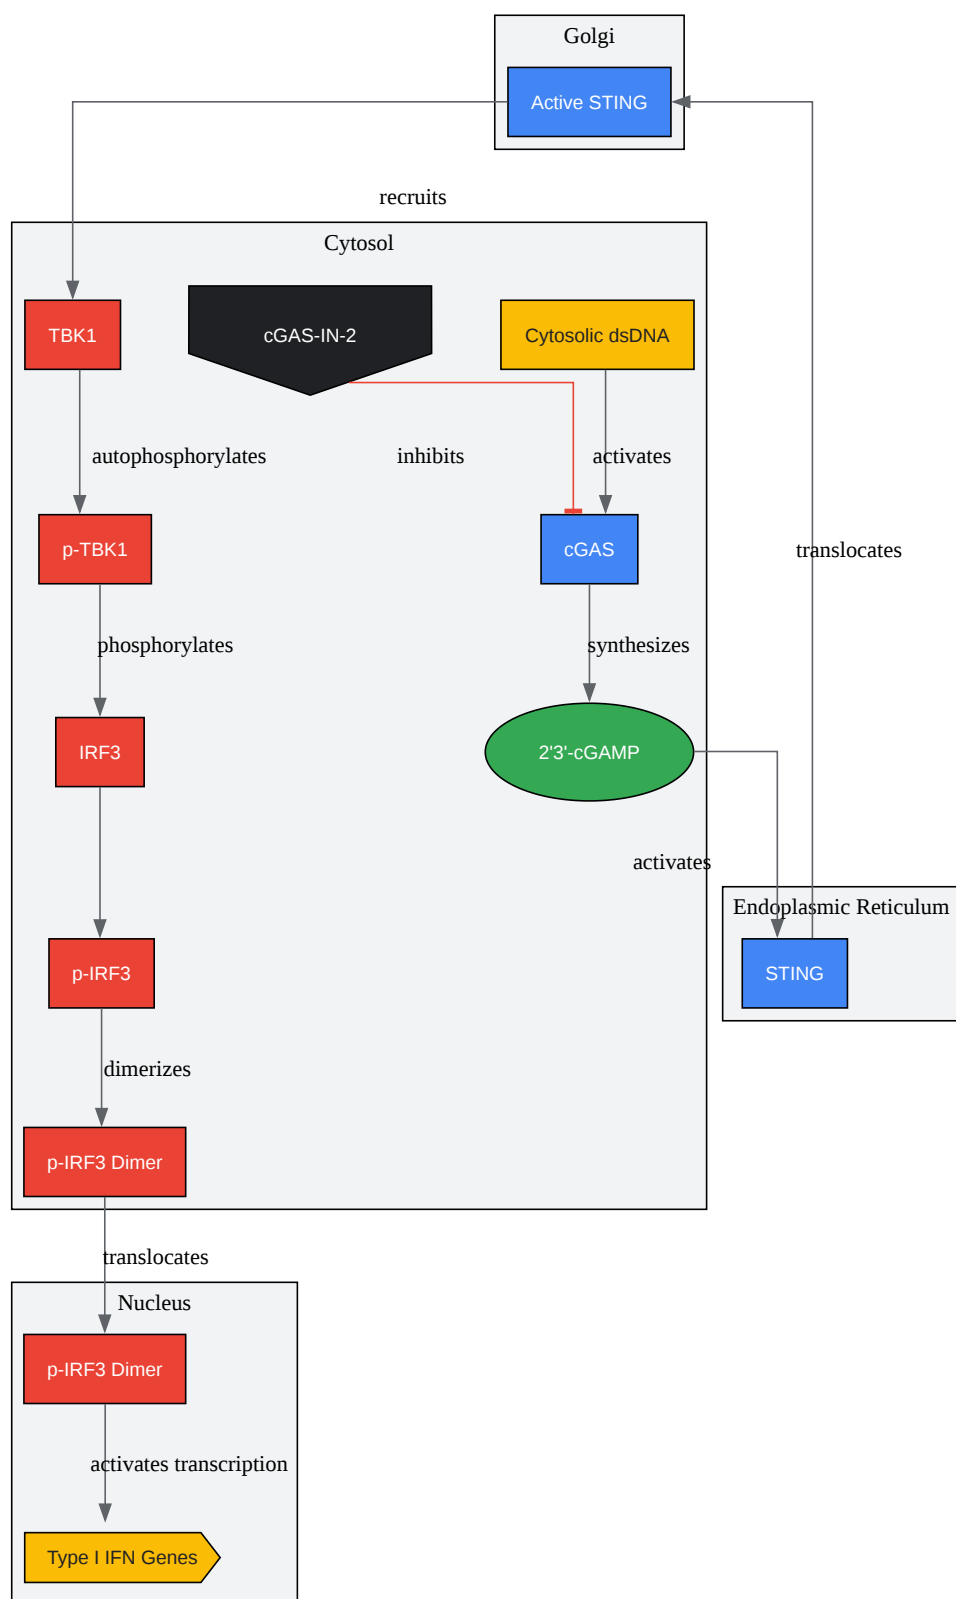 Golgi
Active STING
recruits
Cytosol
TBK1
cGAS-IN-2
Cytosolic dsDNA
autophosphorylates
inhibits
activates
p-TBK1
cGAS
translocates
phosphorylates
synthesizes
IRF3
2'3'-cGAMP
activates
Endoplasmic Reticulum
p-IRF3
STING
dimerizes
p-IRF3 Dimer
translocates
Nucleus
p-IRF3 Dimer
activates transcription
Type I IFN Genes